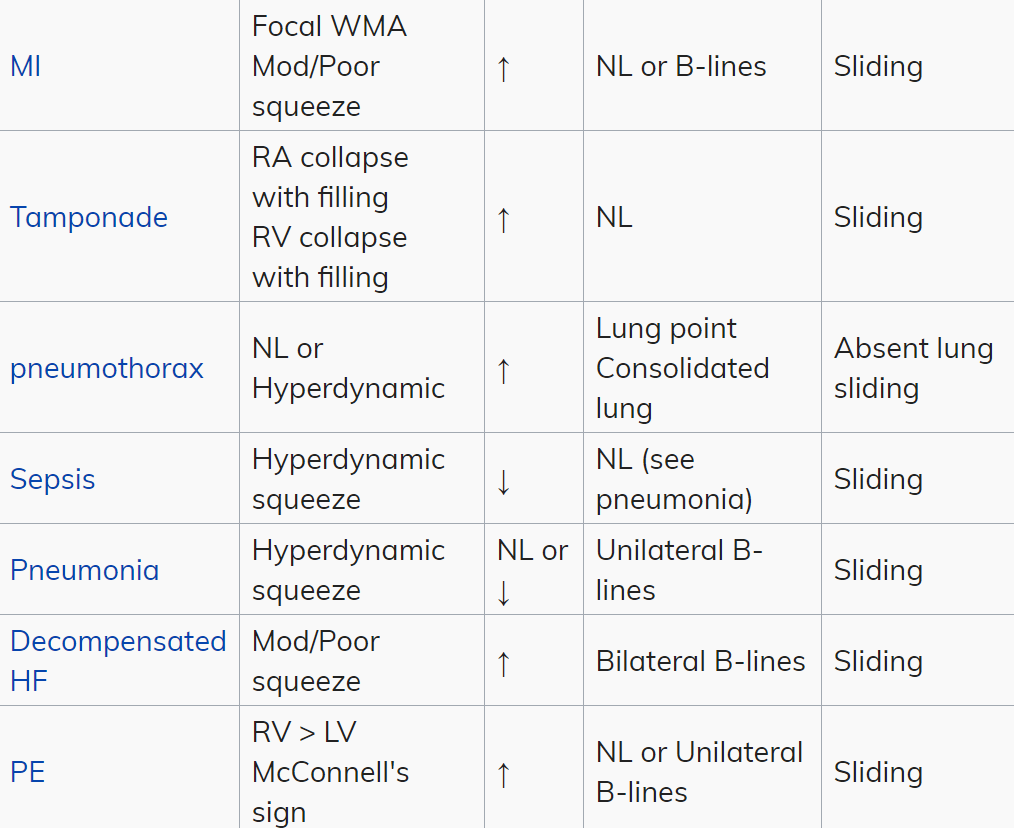 MI
Focal WMA
Mod/Poor
squeeze
↑
NL or B-lines
Sliding
Tamponade
RA collapse
with filling
RV collapse
with filling
↑
NL
Sliding
pneumothorax
NL or
Hyperdynamic
↑
Lung point
Consolidated
lung
Absent lung
sliding
Sepsis
Hyperdynamic
squeeze
↓
NL (see
pneumonia)
Sliding
Pneumonia
Hyperdynamic
squeeze
NL or
↓
Unilateral B-
lines
Sliding
Decompensated
HF
Mod/Poor
squeeze
↑
Bilateral B-lines
Sliding
PE
RV > LV
McConnell's
sign
↑
NL or Unilateral
B-lines
Sliding